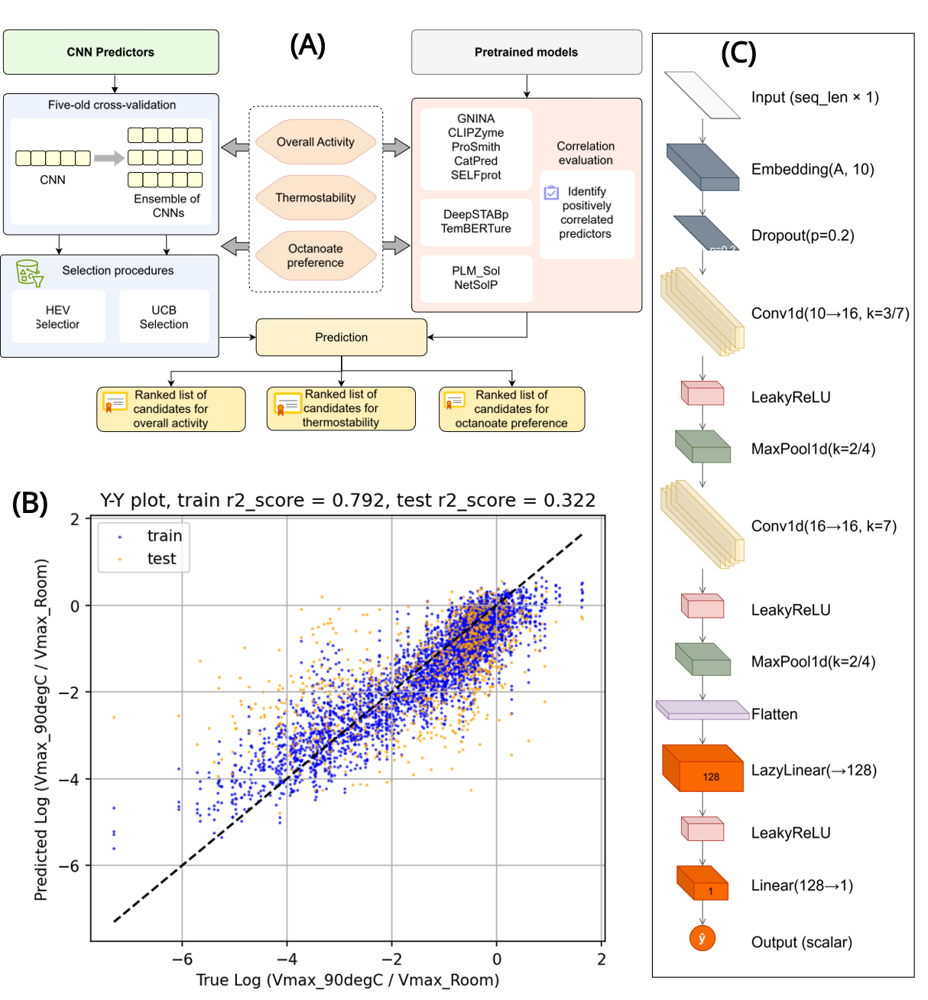 (A)
CNN Predictors
Five-old cross-validation
CNN
Ensemble of
CNNs
Selection procedures
HEV
Selection
UCB
Selection
Overall Activity
Thermostability
Octanoate
preference
Pretrained models
GNINA
CLIPZyme
ProSmith
CatPred
SELFprot
DeepSTABp
TemBERTure
PLM_Sol
NetSolP
Correlation
evaluation
Identify
positively
correlated
predictors
Prediction
Ranked list of
candidates for
overall activity
Ranked list of
candidates for
thermostability
Ranked list of
candidates for
octanoate preference
(B)
Y-Y plot, train r2_score = 0.792, test r2_score = 0.322
train
test
2
0
−2
−4
−6
Predicted Log (Vmax_90degC / Vmax_Room)
−6
−4
−2
0
2
True Log (Vmax_90degC / Vmax_Room)
(C)
Input (seq_len × 1)
Embedding(A, 10)
p=0.2
Dropout(p=0.2)
Conv1d(10→16, k=3/7)
LeakyReLU
MaxPool1d(k=2/4)
Conv1d(16→16, k=7)
LeakyReLU
MaxPool1d(k=2/4)
Flatten
128
LazyLinear(→128)
LeakyReLU
1
Linear(128→1)
ŷ
Output (scalar)